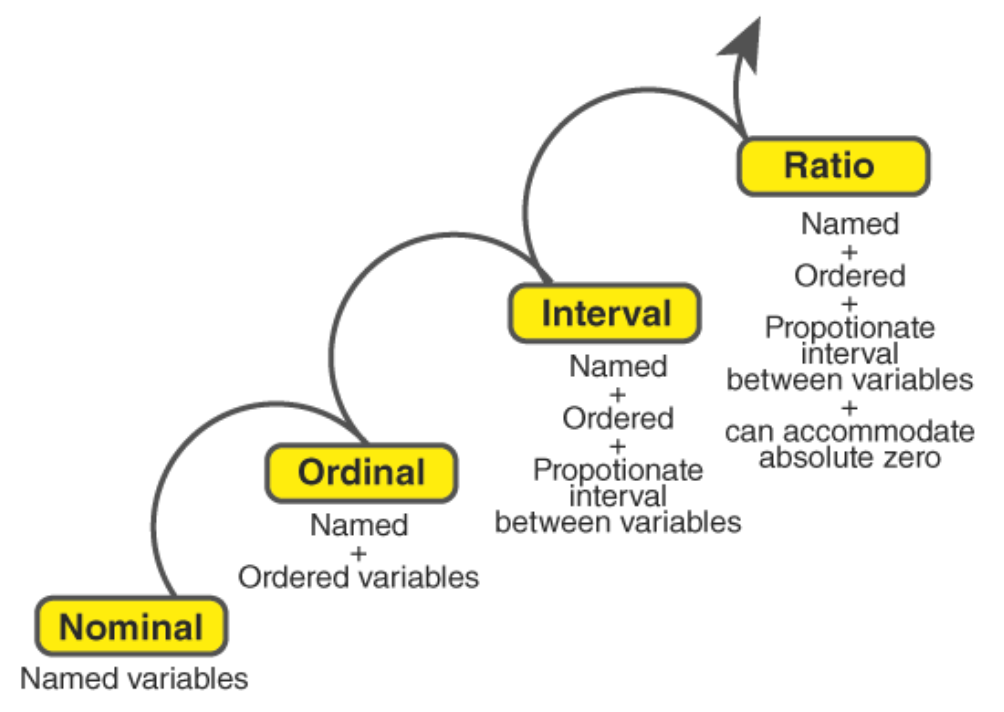 Ratio
Named
+
Ordered
+
Propotionate
interval
between variables
+
can accommodate
absolute zero
Interval
Named
+
Ordered
+
Propotionate
interval
between variables
Ordinal
Named
+
Ordered variables
Nominal
Named variables